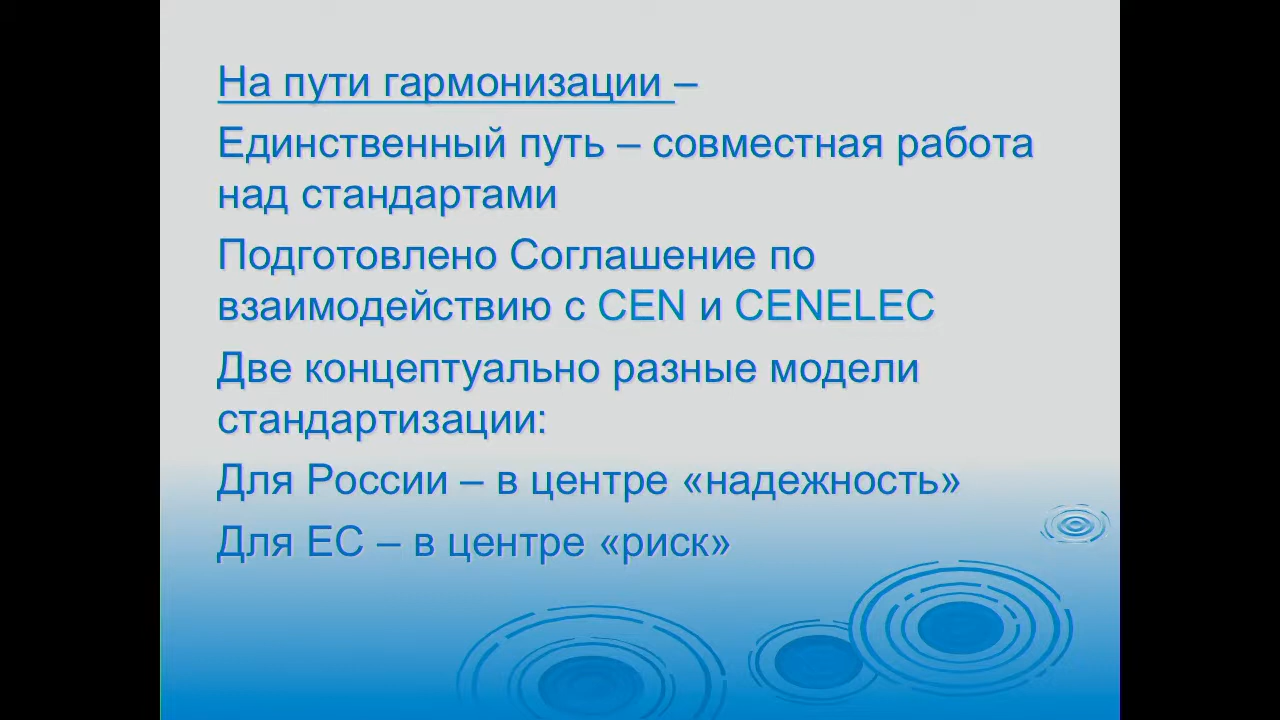 На пути гармонизации –
Единственный путь – совместная работа
над стандартами
Подготовлено Соглашение по
взаимодействию с CEN и CENELEC
Две концептуально разные модели
стандартизации:
Для России – в центре «надежность»
Для ЕС – в центре «риск»